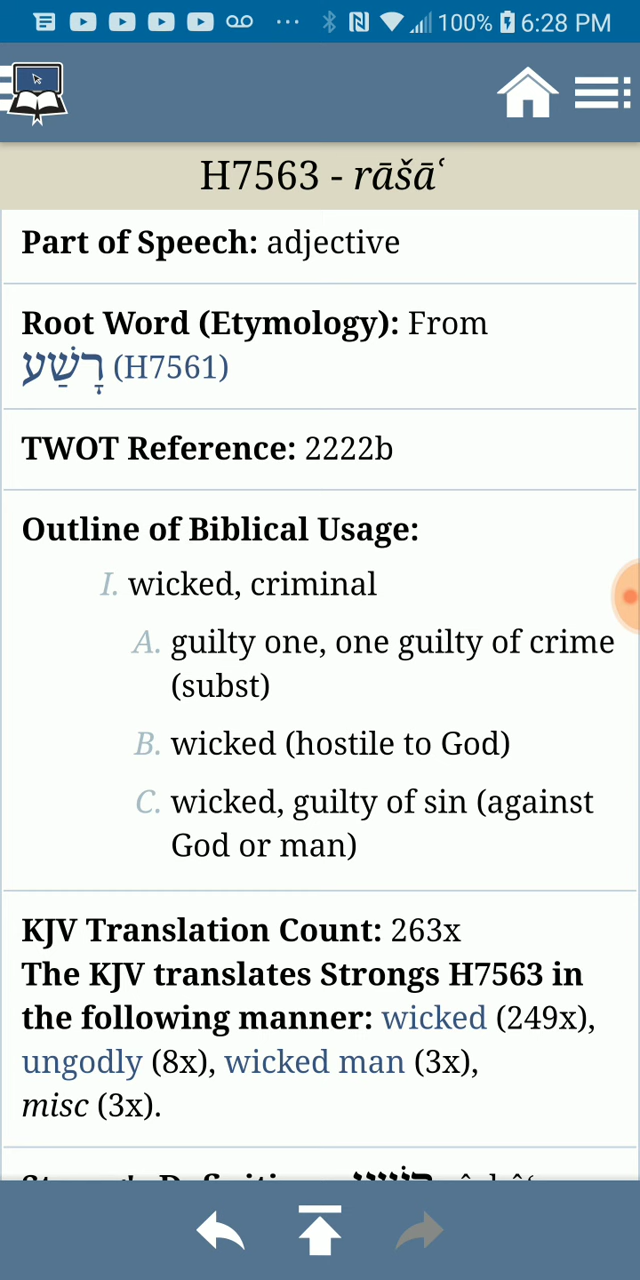 100% 6:28 PM
H7563 - rāšāʿ
Part of Speech: adjective
Root Word (Etymology): From
רָשַׁע (H7561)
TWOT Reference: 2222b
Outline of Biblical Usage:
I. wicked, criminal
A. guilty one, one guilty of crime
(subst)
B. wicked (hostile to God)
C. wicked, guilty of sin (against
God or man)
KJV Translation Count: 263x
The KJV translates Strongs H7563 in
the following manner: wicked (249x),
ungodly (8x), wicked man (3x),
misc (3x).